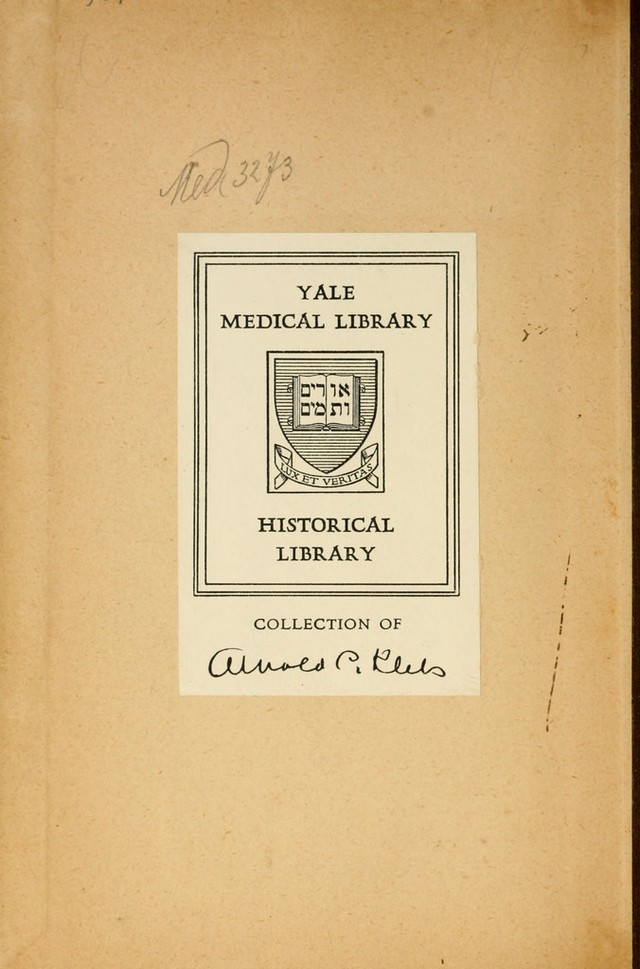 Med 3273
YALE
MEDICAL LIBRARY
אורים
ותמים
LUX ET VERITAS
HISTORICAL
LIBRARY
COLLECTION OF
Arnold C. Klebs